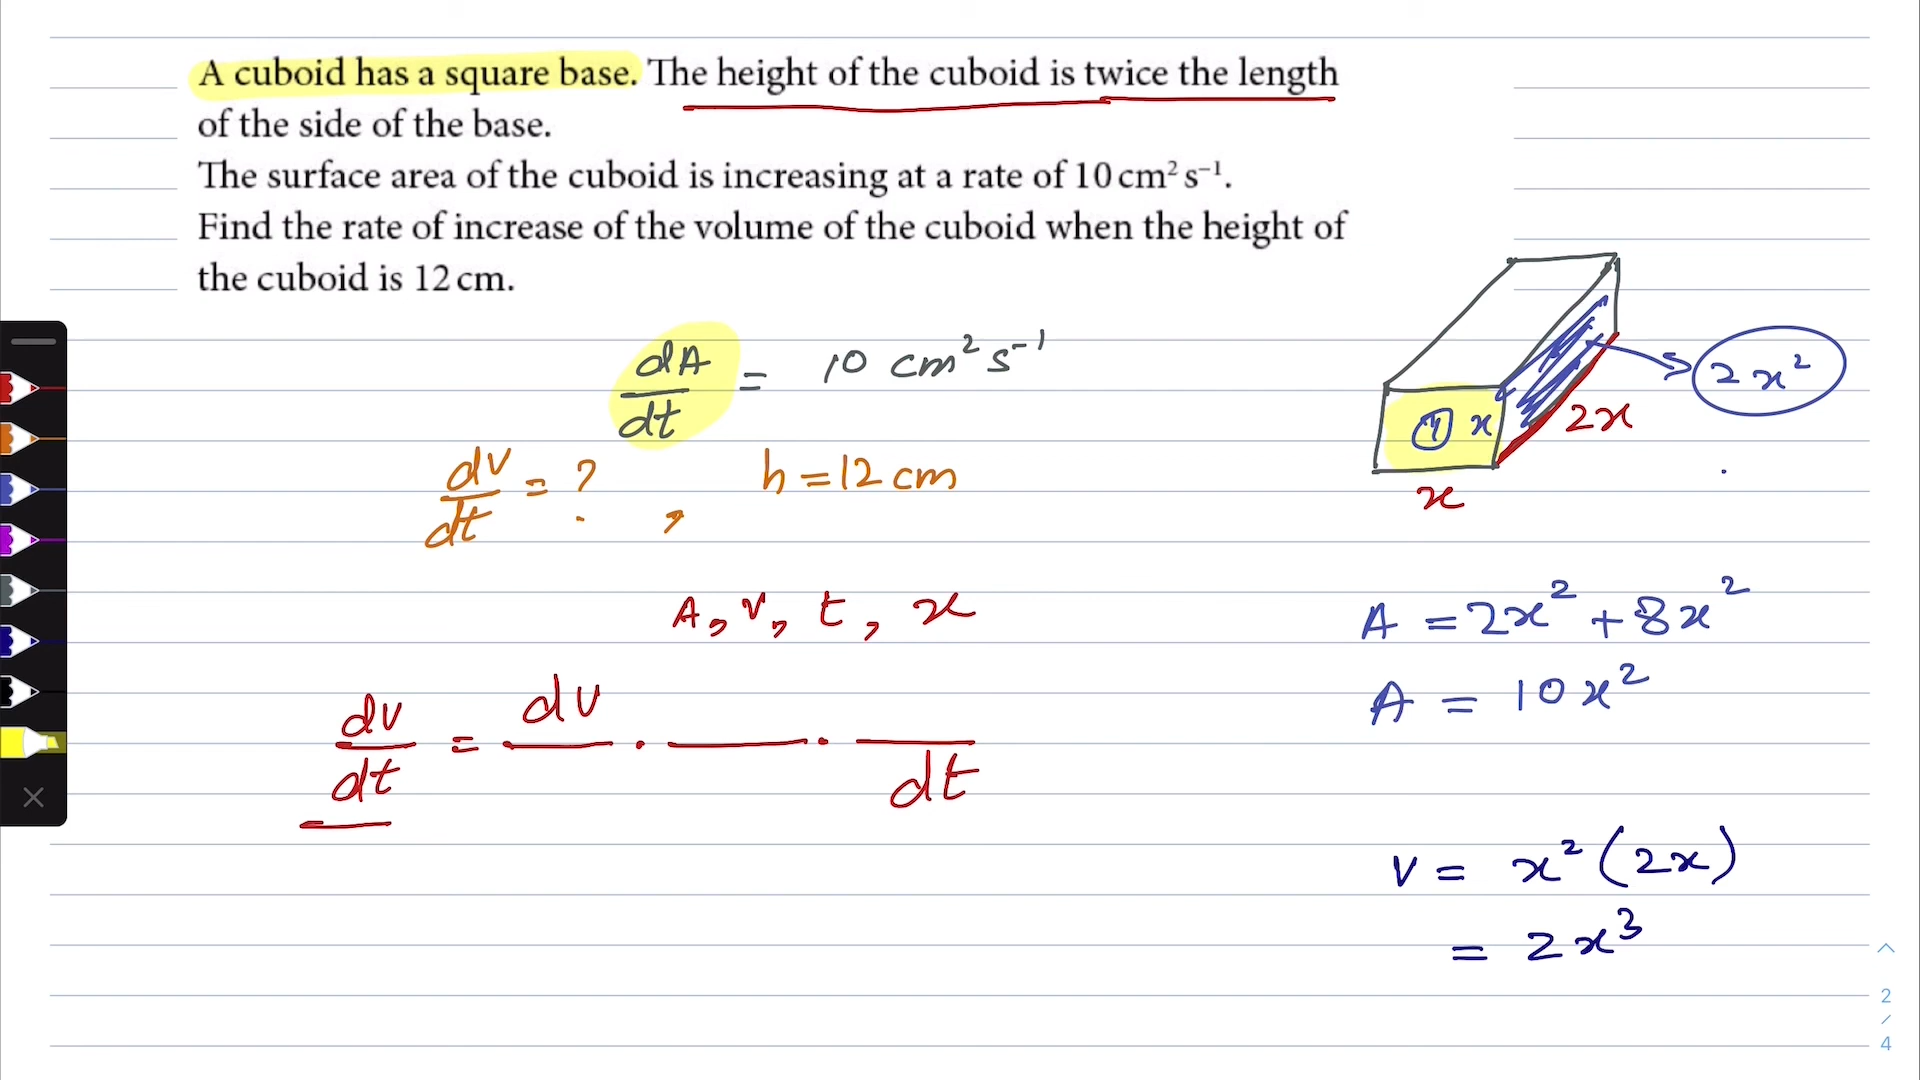 A cuboid has a square base. The height of the cuboid is twice the length
of the side of the base.
The surface area of the cuboid is increasing at a rate of 10 cm² s⁻¹.
Find the rate of increase of the volume of the cuboid when the height of
the cuboid is 12 cm.
dA/dt = 10 cm² s⁻¹
2x²
x
2x
x
dv/dt = ? , h = 12 cm
A, V, t, x
A = 2x² + 8x²
A = 10x²
dv/dt = dv/__ . __/__ . __/dt
V = x² (2x)
= 2x³
2
/
4